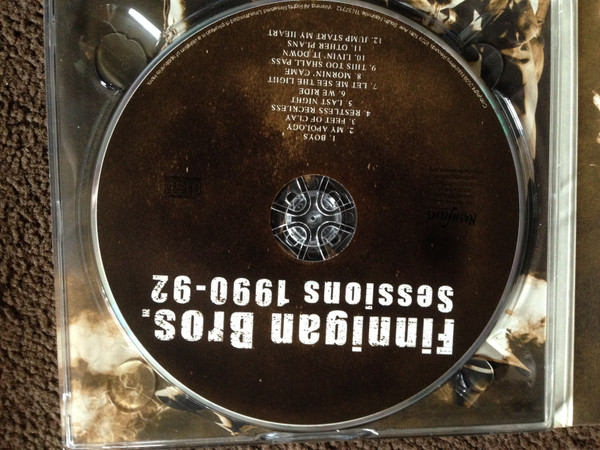 Finnigan Bros.™
Sessions 1990-92
1. BOYS
2. MY APOLOGY
3. FEET OF CLAY
4. RESTLESS RECKLESS
5. LAST NIGHT
6. WE RIDE
7. LET ME SEE THE LIGHT
8. MORNIN' CAME
9. THIS TOO SHALL PASS
10. LIVIN' IT DOWN
11. OTHER PLANS
12. JUMP START MY HEART